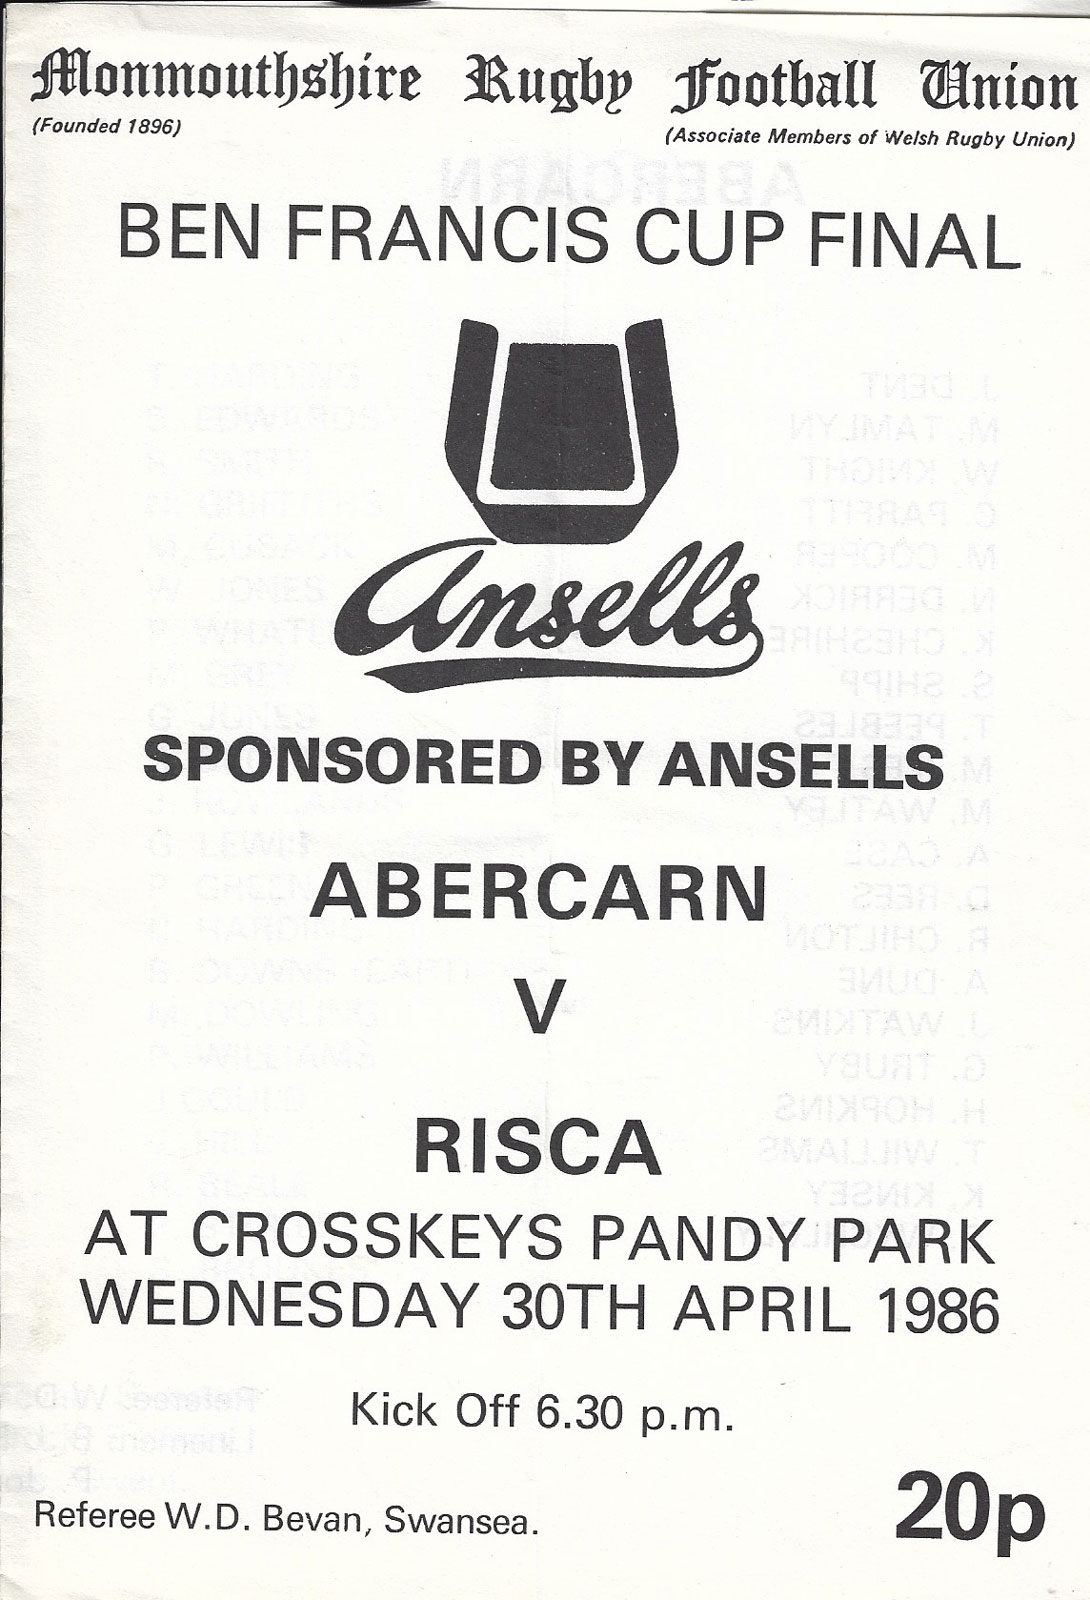 Monmouthshire Rugby Football Union
(Founded 1896)
(Associate Members of Welsh Rugby Union)
BEN FRANCIS CUP FINAL
Ansells
SPONSORED BY ANSELLS
ABERCARN
V
RISCA
AT CROSSKEYS PANDY PARK
WEDNESDAY 30TH APRIL 1986
Kick Off 6.30 p.m.
Referee W.D. Bevan, Swansea.
20p